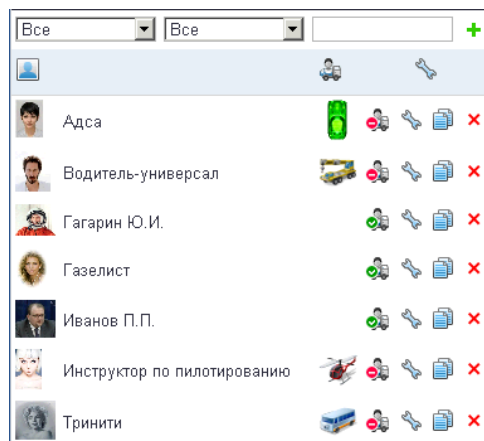 Все Все
Адса
Водитель-универсал
Гагарин Ю.И.
Газелист
Иванов П.П.
Инструктор по пилотированию
Тринити